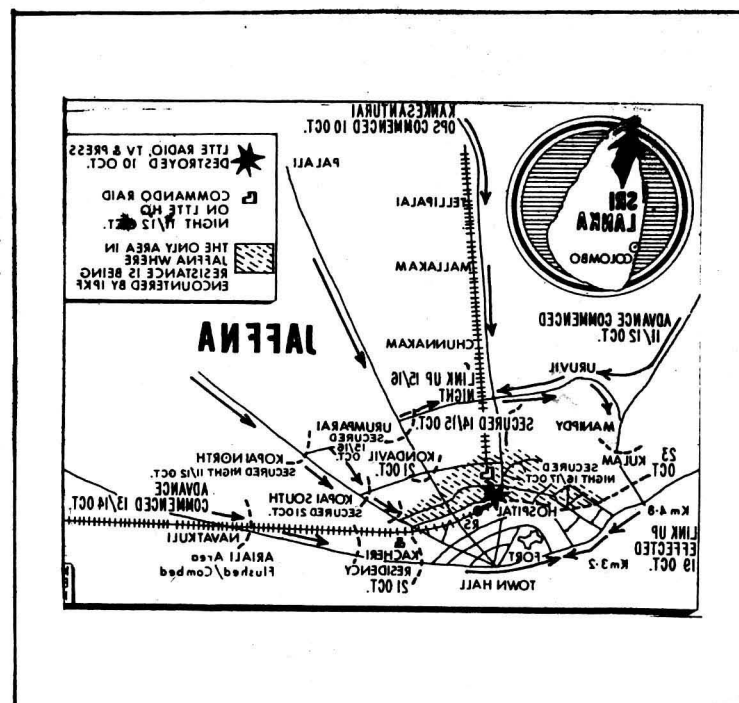 LTTE RADIO, TV & PRESS
DESTROYED 10 OCT.
COMMANDO RAID
ON LTTE HQ
NIGHT 11/12 OCT.
THE ONLY AREA IN
JAFFNA WHERE
RESISTANCE IS BEING
ENCOUNTERED BY IPKF
PALALI
KANKESANTURAI
OPS COMMENCED 10 OCT.
SRI
LANKA
COLOMBO
TELLIPALAI
MALLAKAM
CHUNNAKAM
JAFFNA
ADVANCE COMMENCED
11/12 OCT.
URUVIL
LINK UP 15/16
NIGHT
MANIPDY
SECURED 14/15 OCT.
URUMPARAI
SECURED
15/16
OCT.
KONDAVIL
21 OCT.
KOPAI NORTH
SECURED NIGHT 11/12 OCT.
KOPAI SOUTH
SECURED 21 OCT.
SECURED
NIGHT 16/17 OCT.
KULAM
23
OCT
ADVANCE
COMMENCED 13/14 OCT.
NAVATKULI
ARIALI Area
Flushed/Combed
HOSPITAL
RS
FORT
KACHERI
RESIDENCY
21 OCT.
TOWN HALL
Km 4·8
Km 3·2
LINK UP
EFFECTED
19 OCT.